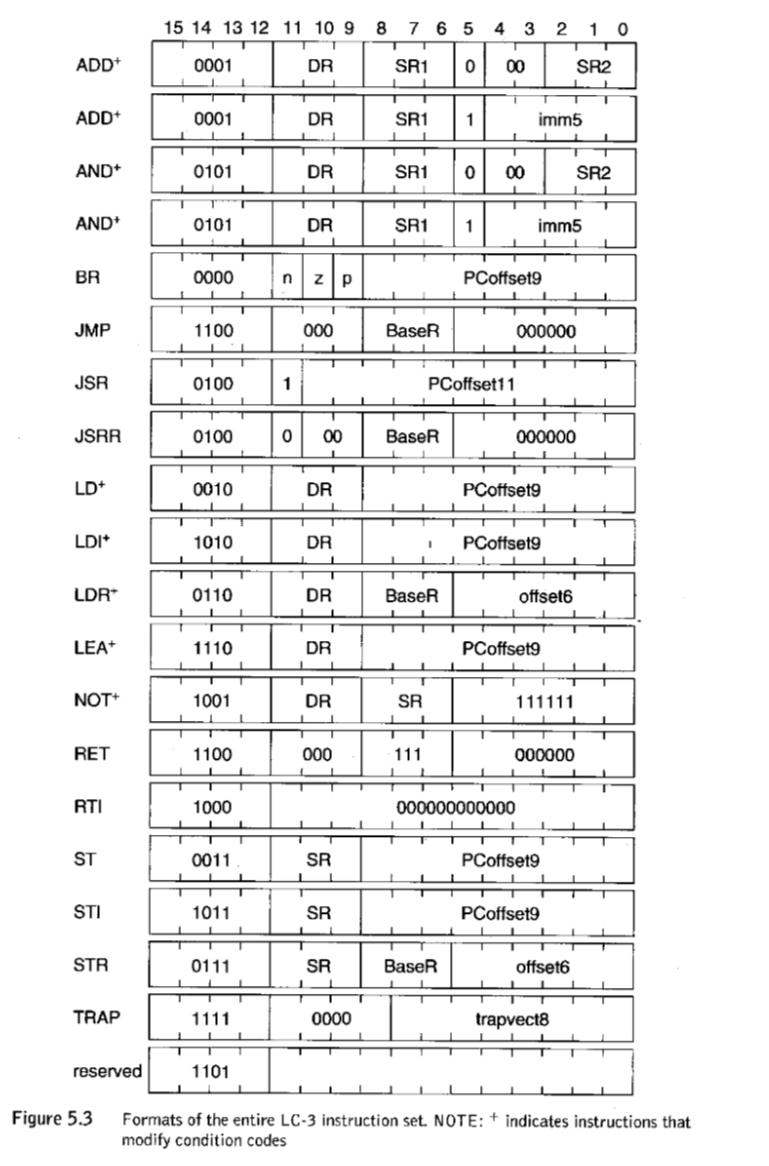 15 14 13 12 11 10 9 8 7 6 5 4 3 2 1 0
ADD+ 0001 DR SR1 0 00 SR2
ADD+ 0001 DR SR1 1 imm5
AND+ 0101 DR SR1 0 00 SR2
AND+ 0101 DR SR1 1 imm5
BR 0000 n z p PCoffset9
JMP 1100 000 BaseR 000000
JSR 0100 1 PCoffset11
JSRR 0100 0 00 BaseR 000000
LD+ 0010 DR PCoffset9
LDI+ 1010 DR PCoffset9
LDR+ 0110 DR BaseR offset6
LEA+ 1110 DR PCoffset9
NOT+ 1001 DR SR 111111
RET 1100 000 111 000000
RTI 1000 000000000000
ST 0011 SR PCoffset9
STI 1011 SR PCoffset9
STR 0111 SR BaseR offset6
TRAP 1111 0000 trapvect8
reserved 1101
Figure 5.3 Formats of the entire LC-3 instruction set. NOTE: + indicates instructions that
modify condition codes